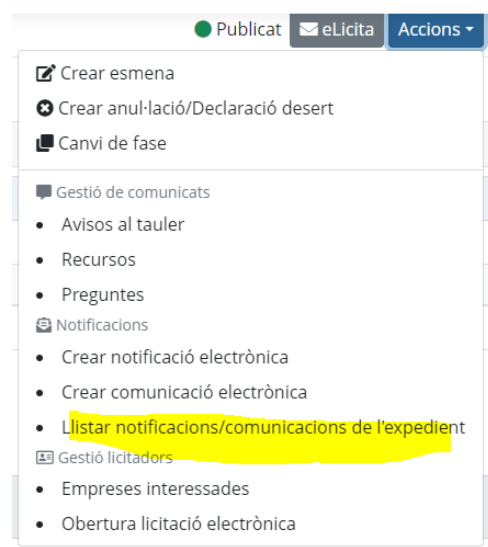 Publicat eLicita Accions
Crear esmena
Crear anul·lació/Declaració desert
Canvi de fase
Gestió de comunicats
Avisos al tauler
Recursos
Preguntes
Notificacions
Crear notificació electrònica
Crear comunicació electrònica
Llistar notificacions/comunicacions de l'expedient
Gestió licitadors
Empreses interessades
Obertura licitació electrònica